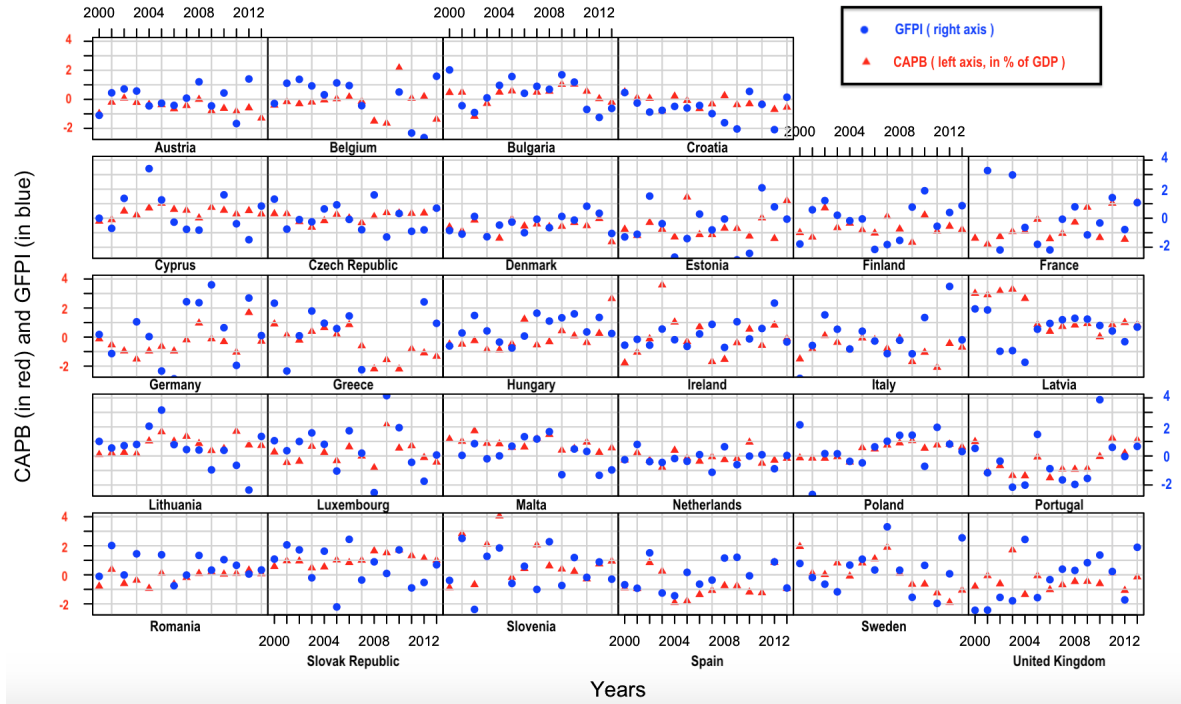 2000 2004 2008 2012 2000 2004 2008 2012
GFPI ( right axis )
CAPB ( left axis, in % of GDP )
4
2
0
-2
Austria Belgium Bulgaria Croatia
2000 2004 2008 2012
4
2
0
-2
Cyprus Czech Republic Denmark Estonia Finland France
4
2
0
-2
Germany Greece Hungary Ireland Italy Latvia
4
2
0
-2
Lithuania Luxembourg Malta Netherlands Poland Portugal
4
2
0
-2
Romania Slovenia Sweden
2000 2004 2008 2012 2000 2004 2008 2012 2000 2004 2008 2012
Slovak Republic Spain United Kingdom
Years
CAPB (in red) and GFPI (in blue)